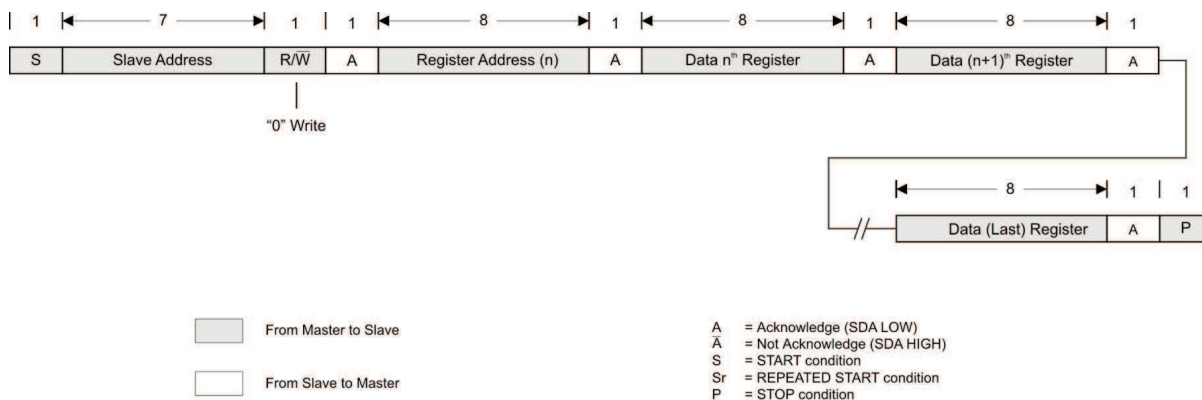 1 7 1 1 8 1 8 1 8 1
S Slave Address R/W̅ A Register Address (n) A Data nᵗʰ Register A Data (n+1)ᵗʰ Register A
“0” Write
8 1 1
Data (Last) Register A P
From Master to Slave
From Slave to Master
A = Acknowledge (SDA LOW)
A̅ = Not Acknowledge (SDA HIGH)
S = START condition
Sr = REPEATED START condition
P = STOP condition